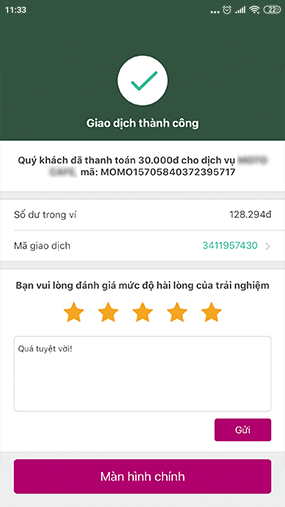 11:33
22
Giao dịch thành công
Quý khách đã thanh toán 30.000đ cho dịch vụ
mã: MOMO15705840372395717
Số dư trong ví 128.294đ
Mã giao dịch 3411957430
Bạn vui lòng đánh giá mức độ hài lòng của trải nghiệm
Quá tuyệt vời!
Gửi
Màn hình chính